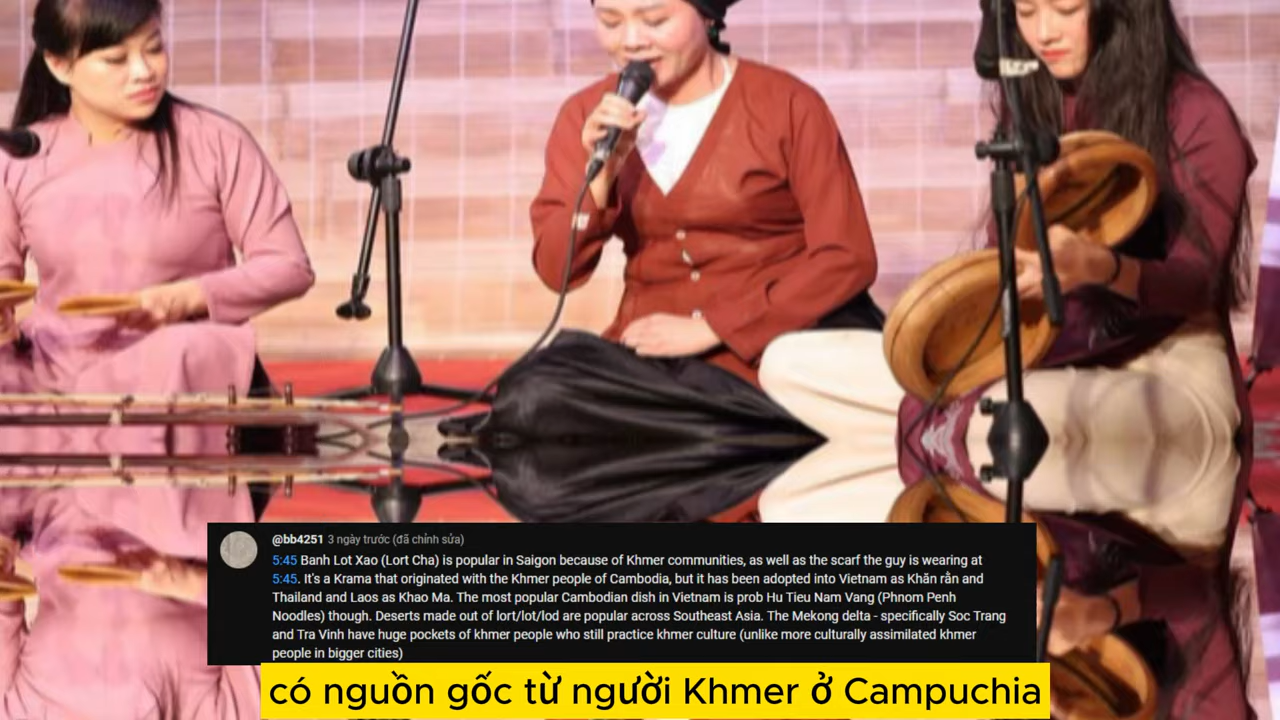 @bb4251 3 ngày trước (đã chỉnh sửa)
5:45 Banh Lot Xao (Lort Cha) is popular in Saigon because of Khmer communities, as well as the scarf the guy is wearing at
5:45. It's a Krama that originated with the Khmer people of Cambodia, but it has been adopted into Vietnam as Khăn rằn and
Thailand and Laos as Khao Ma. The most popular Cambodian dish in Vietnam is prob Hu Tieu Nam Vang (Phnom Penh
Noodles) though. Deserts made out of lort/lot/lod are popular across Southeast Asia. The Mekong delta - specifically Soc Trang
and Tra Vinh have huge pockets of khmer people who still practice khmer culture (unlike more culturally assimilated khmer
people in bigger cities)
có nguồn gốc từ người Khmer ở Campuchia